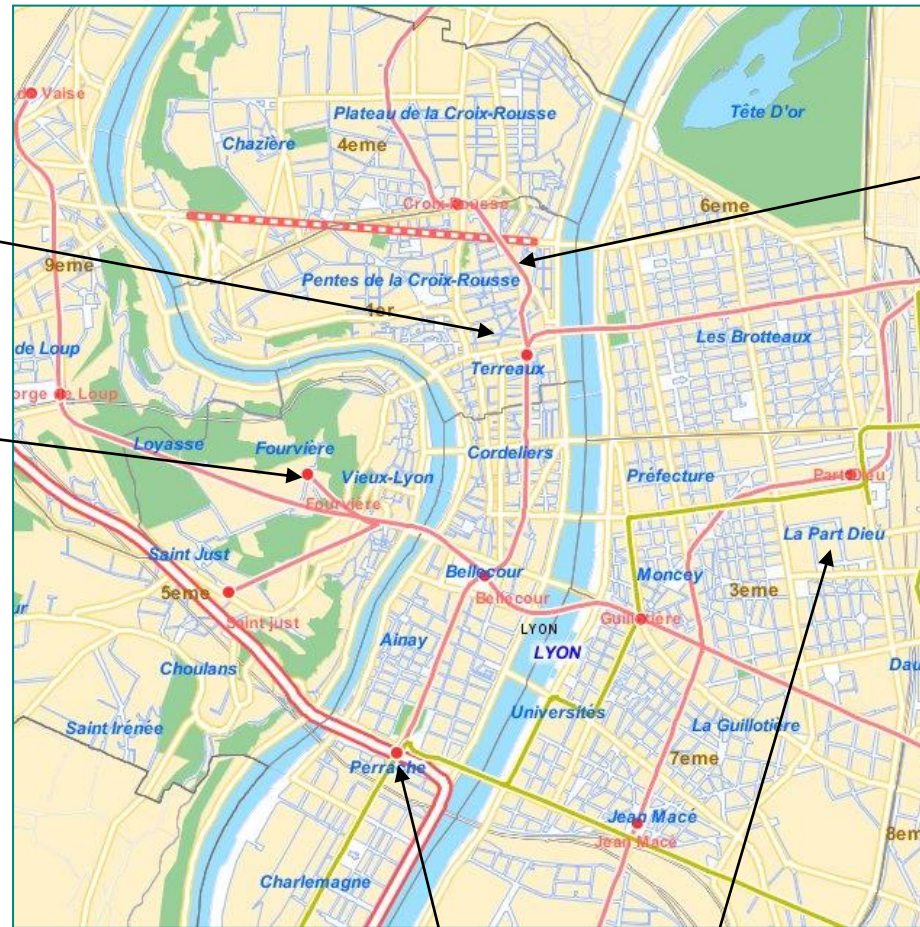 de Vaise
Plateau de la Croix-Rousse
Tête D'or
Chazière
4eme
Croix-Rousse
6eme
9eme
Pentes de la Croix-Rousse
1er
Les Brotteaux
de Loup
Terreaux
orge de Loup
Loyasse
Fourvière
Cordeliers
Vieux-Lyon
Préfecture
Part Dieu
Fourvière
La Part Dieu
Saint Just
Bellecour
Moncey
5eme
Bellecour
3eme
Saint just
Guillotière
LYON
Ainay
LYON
Choulans
Dau
Saint Irénée
Universités
La Guillotière
Perrache
7eme
Jean Macé
Jean Macé
8em
Charlemagne